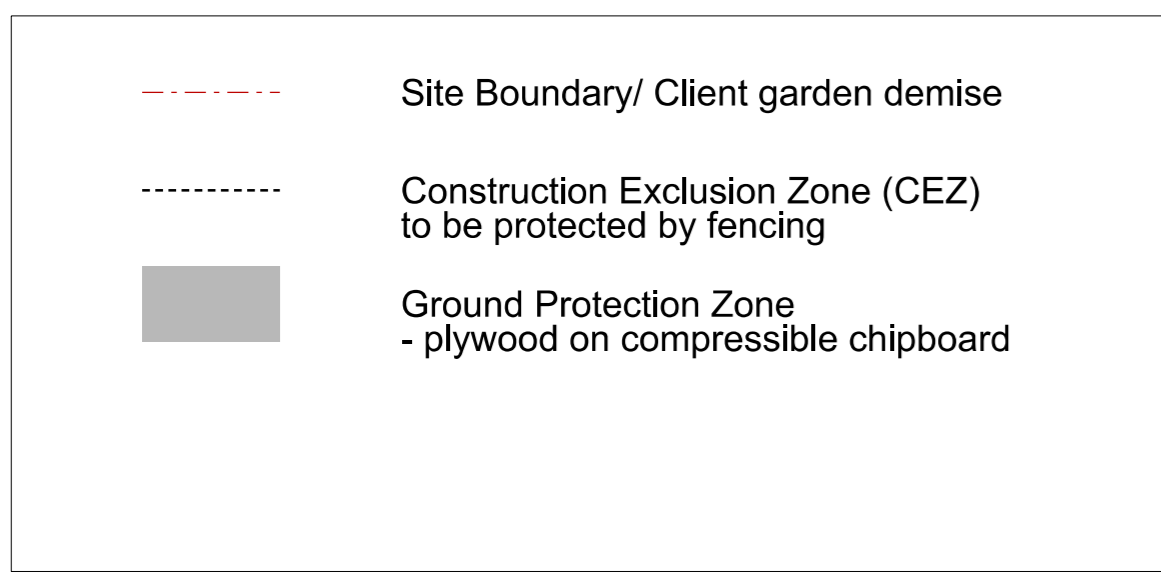 Site Boundary/ Client garden demise
Construction Exclusion Zone (CEZ)
to be protected by fencing
Ground Protection Zone
- plywood on compressible chipboard